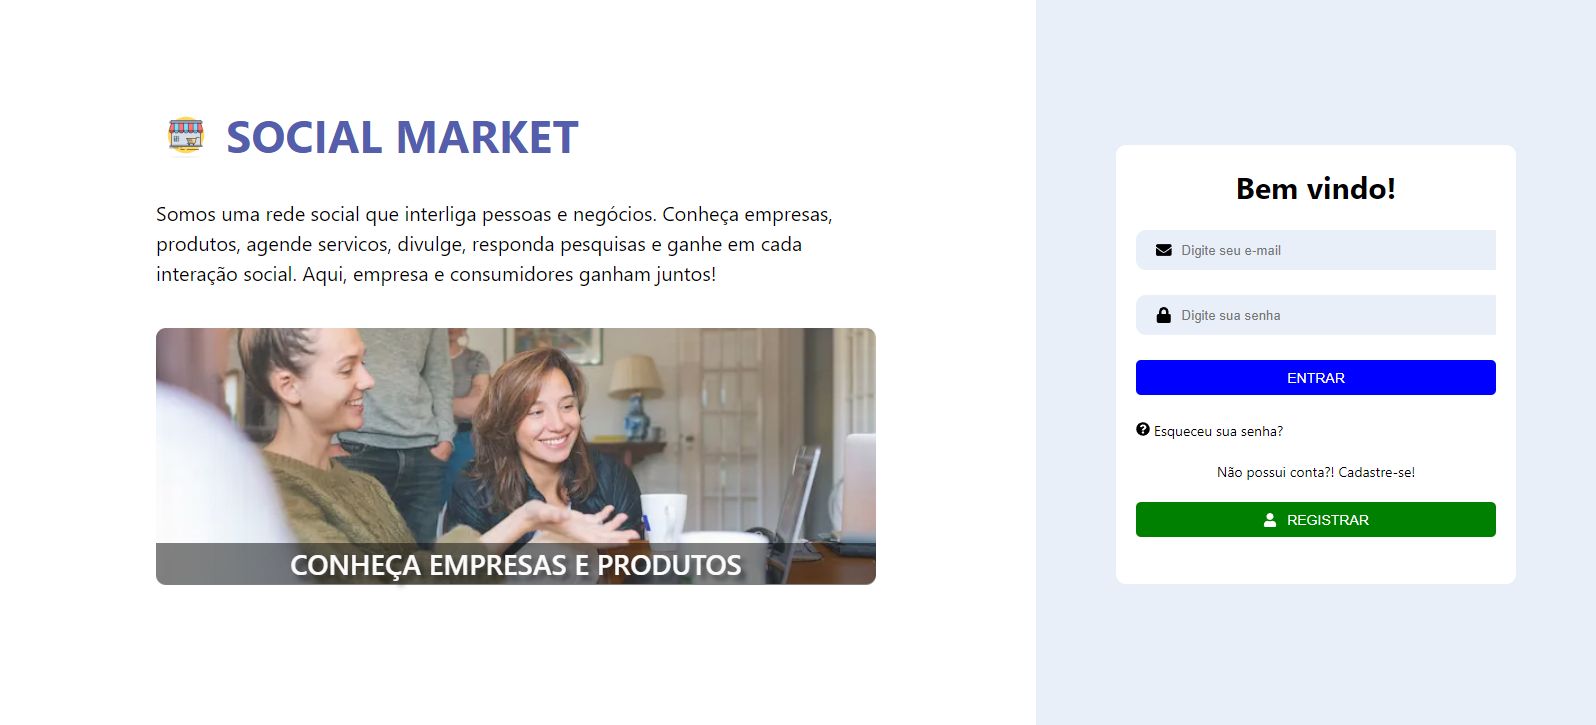 SOCIAL MARKET
Somos uma rede social que interliga pessoas e negócios. Conheça empresas,
produtos, agende servicos, divulge, responda pesquisas e ganhe em cada
interação social. Aqui, empresa e consumidores ganham juntos!
CONHEÇA EMPRESAS E PRODUTOS
Bem vindo!
Digite seu e-mail
Digite sua senha
ENTRAR
Esqueceu sua senha?
Não possui conta?! Cadastre-se!
REGISTRAR